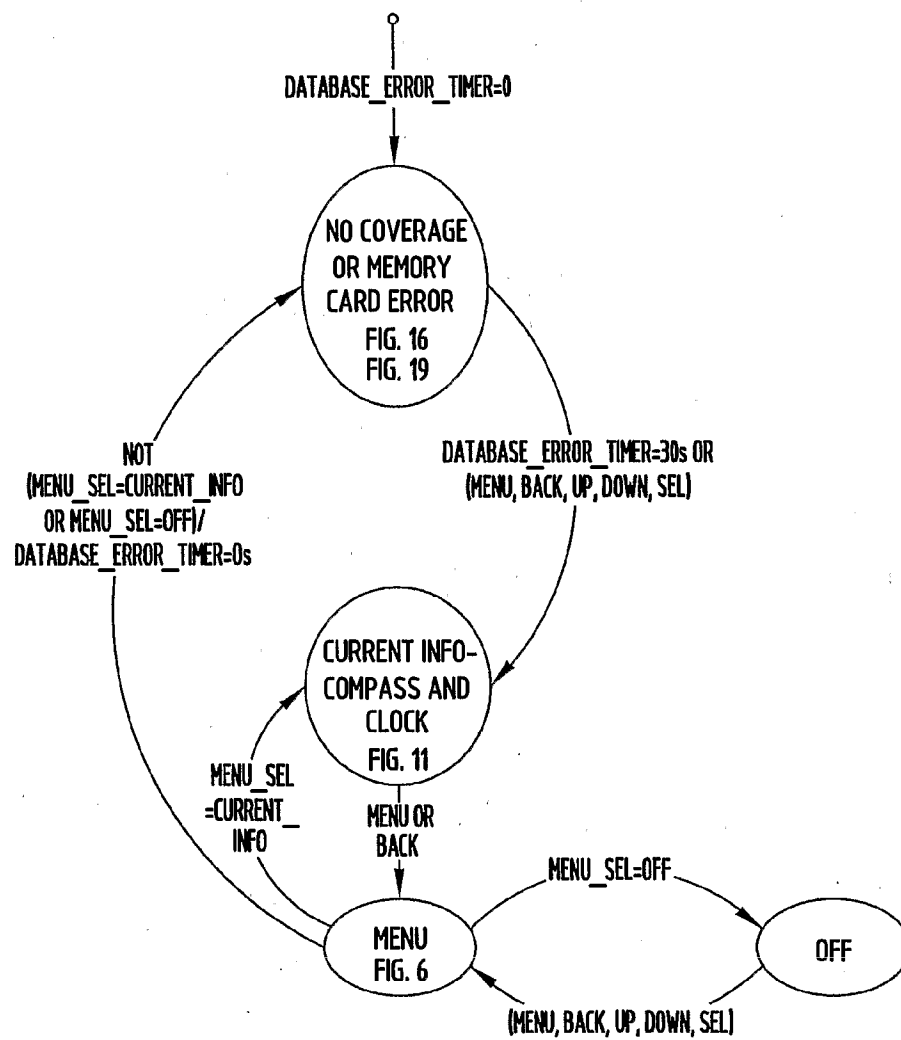 DATABASE_ERROR_TIMER=0
NO COVERAGE
OR MEMORY
CARD ERROR
FIG. 16
FIG. 19
NOT
(MENU_SEL=CURRENT_INFO
OR MENU_SEL=OFF)/
DATABASE_ERROR_TIMER=0s
DATABASE_ERROR_TIMER=30s OR
(MENU, BACK, UP, DOWN, SEL)
CURRENT INFO-
COMPASS AND
CLOCK
FIG. 11
MENU_SEL
=CURRENT_
INFO
MENU OR
BACK
MENU_SEL=OFF
MENU
FIG. 6
OFF
(MENU, BACK, UP, DOWN, SEL)